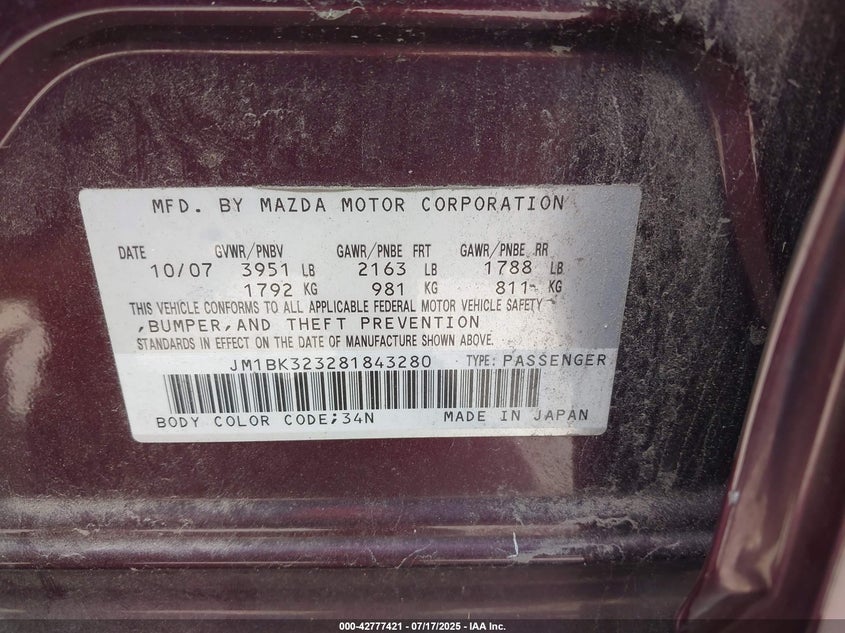 MFD. BY MAZDA MOTOR CORPORATION
DATE GVWR/PNBV GAWR/PNBE FRT GAWR/PNBE RR
10/07 3951 LB 2163 LB 1788 LB
1792 KG 981 KG 811 KG
THIS VEHICLE CONFORMS TO ALL APPLICABLE FEDERAL MOTOR VEHICLE SAFETY
,BUMPER,AND THEFT PREVENTION
STANDARDS IN EFFECT ON THE DATE OF MANUFACTURE SHOWN ABOVE.
JM1BK323281843280 TYPE: PASSENGER
BODY COLOR CODE;34N MADE IN JAPAN
000-42777421 - 07/17/2025 - IAA Inc.